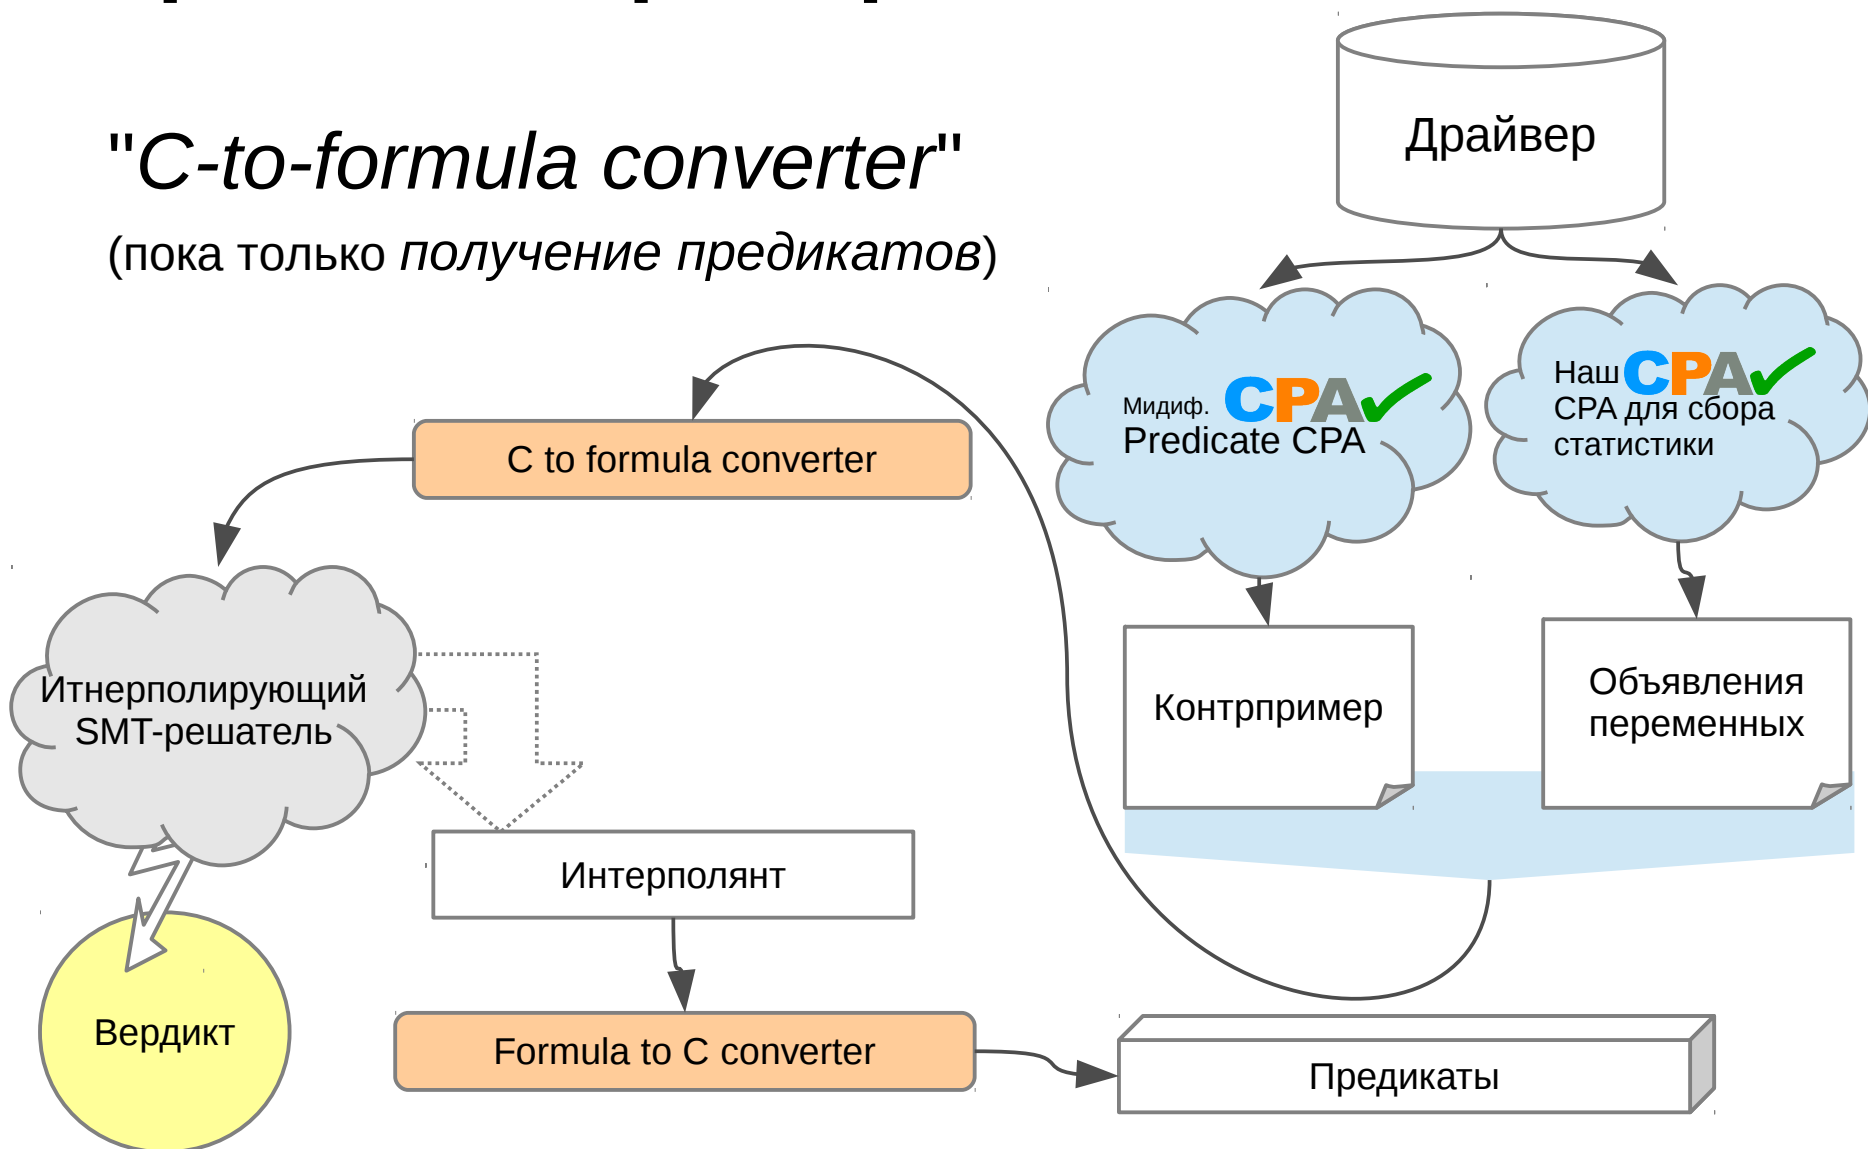 "C-to-formula converter"
(пока только получение предикатов)
Драйвер
Мидиф. CPA
Predicate CPA
Наш CPA
CPA для сбора
статистики
C to formula converter
Итнерполирующий
SMT-решатель
Контрпример
Объявления
переменных
Интерполянт
Вердикт
Formula to C converter
Предикаты